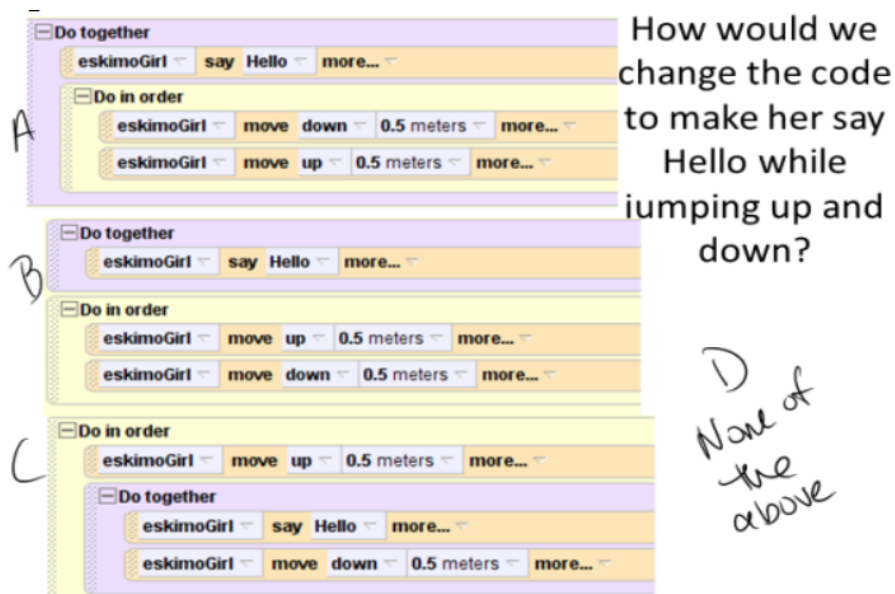 Do together
eskimoGirl say Hello more...
Do in order
eskimoGirl move down 0.5 meters more...
eskimoGirl move up 0.5 meters more...
A
How would we
change the code
to make her say
Hello while
jumping up and
down?
Do together
eskimoGirl say Hello more...
B
Do in order
eskimoGirl move up 0.5 meters more...
eskimoGirl move down 0.5 meters more...
C
Do in order
eskimoGirl move up 0.5 meters more...
Do together
eskimoGirl say Hello more...
eskimoGirl move down 0.5 meters more...
D
None of
the
above